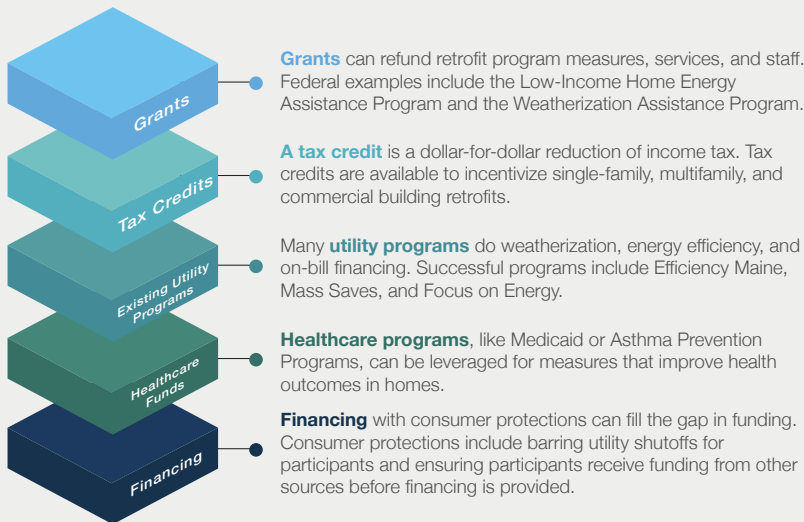 Grants
Grants can refund retrofit program measures, services, and staff.
Federal examples include the Low-Income Home Energy
Assistance Program and the Weatherization Assistance Program.
Tax Credits
A tax credit is a dollar-for-dollar reduction of income tax. Tax
credits are available to incentivize single-family, multifamily, and
commercial building retrofits.
Existing Utility
Programs
Many utility programs do weatherization, energy efficiency, and
on-bill financing. Successful programs include Efficiency Maine,
Mass Saves, and Focus on Energy.
Healthcare
Funds
Healthcare programs, like Medicaid or Asthma Prevention
Programs, can be leveraged for measures that improve health
outcomes in homes.
Financing
Financing with consumer protections can fill the gap in funding.
Consumer protections include barring utility shutoffs for
participants and ensuring participants receive funding from other
sources before financing is provided.